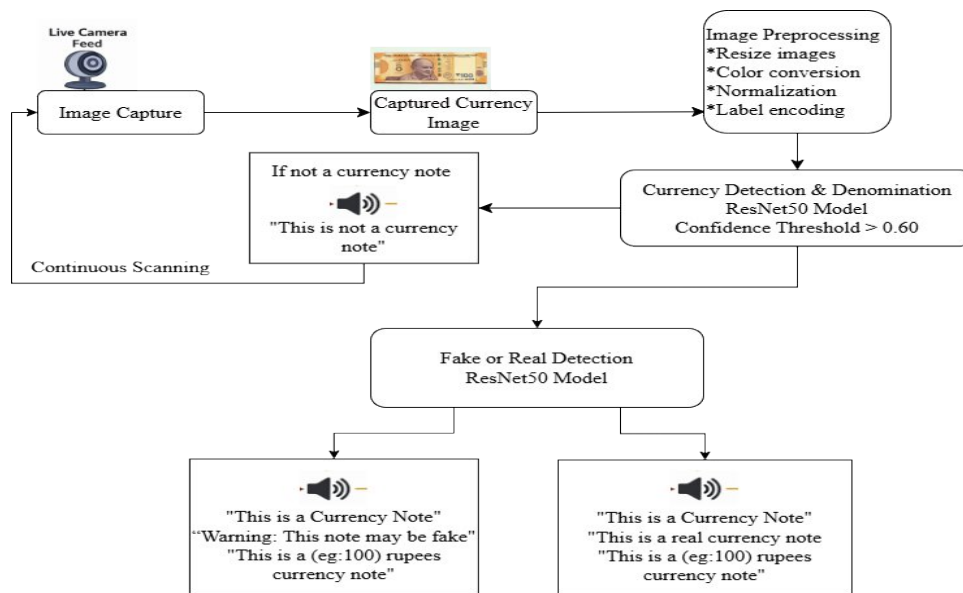 Live Camera
Feed
Image Capture
₹100
Captured Currency
Image
Image Preprocessing
*Resize images
*Color conversion
*Normalization
*Label encoding
If not a currency note
"This is not a currency
note"
Currency Detection & Denomination
ResNet50 Model
Confidence Threshold > 0.60
Continuous Scanning
Fake or Real Detection
ResNet50 Model
"This is a Currency Note"
“Warning: This note may be fake"
"This is a (eg:100) rupees
currency note"
"This is a Currency Note"
"This is a real currency note
"This is a (eg:100) rupees
currency note"